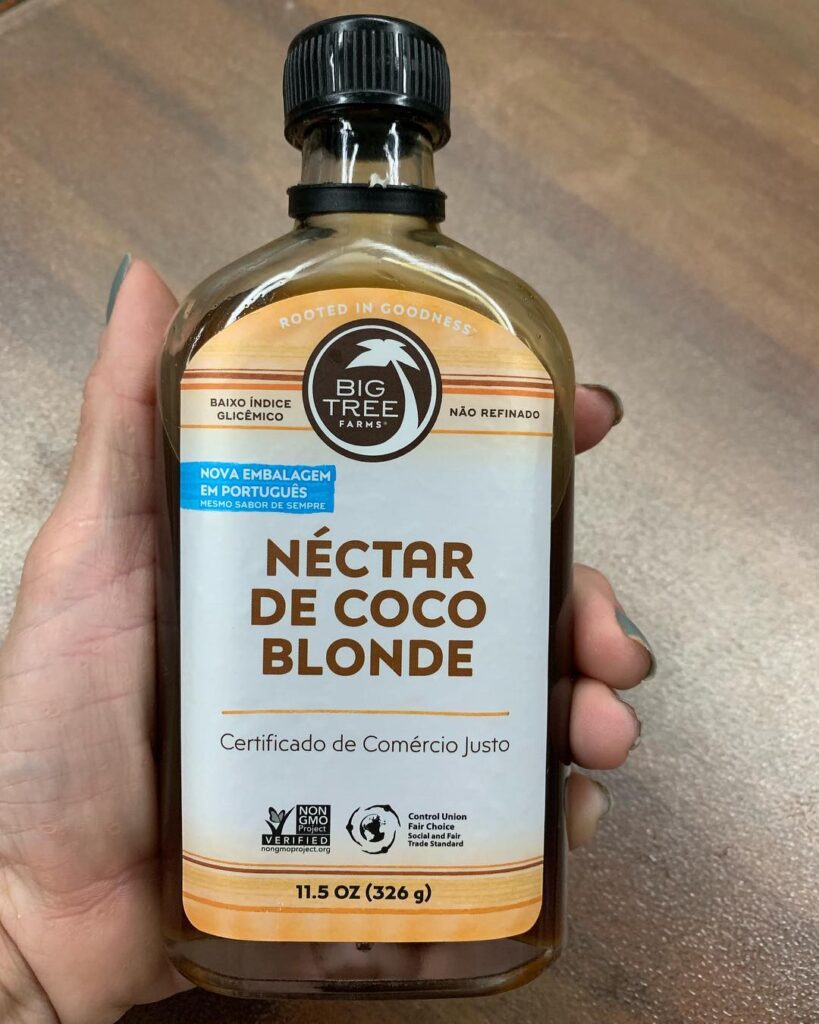 ROOTED IN GOODNESS™
BIG
TREE
FARMS®
BAIXO ÍNDICE
GLICÊMICO
NÃO REFINADO
NOVA EMBALAGEM
EM PORTUGUÊS
MESMO SABOR DE SEMPRE
NÉCTAR
DE COCO
BLONDE
Certificado de Comércio Justo
NON
GMO
Project
VERIFIED
nongmoproject.org
Control Union
Fair Choice
Social and Fair
Trade Standard
11.5 OZ (326 g)